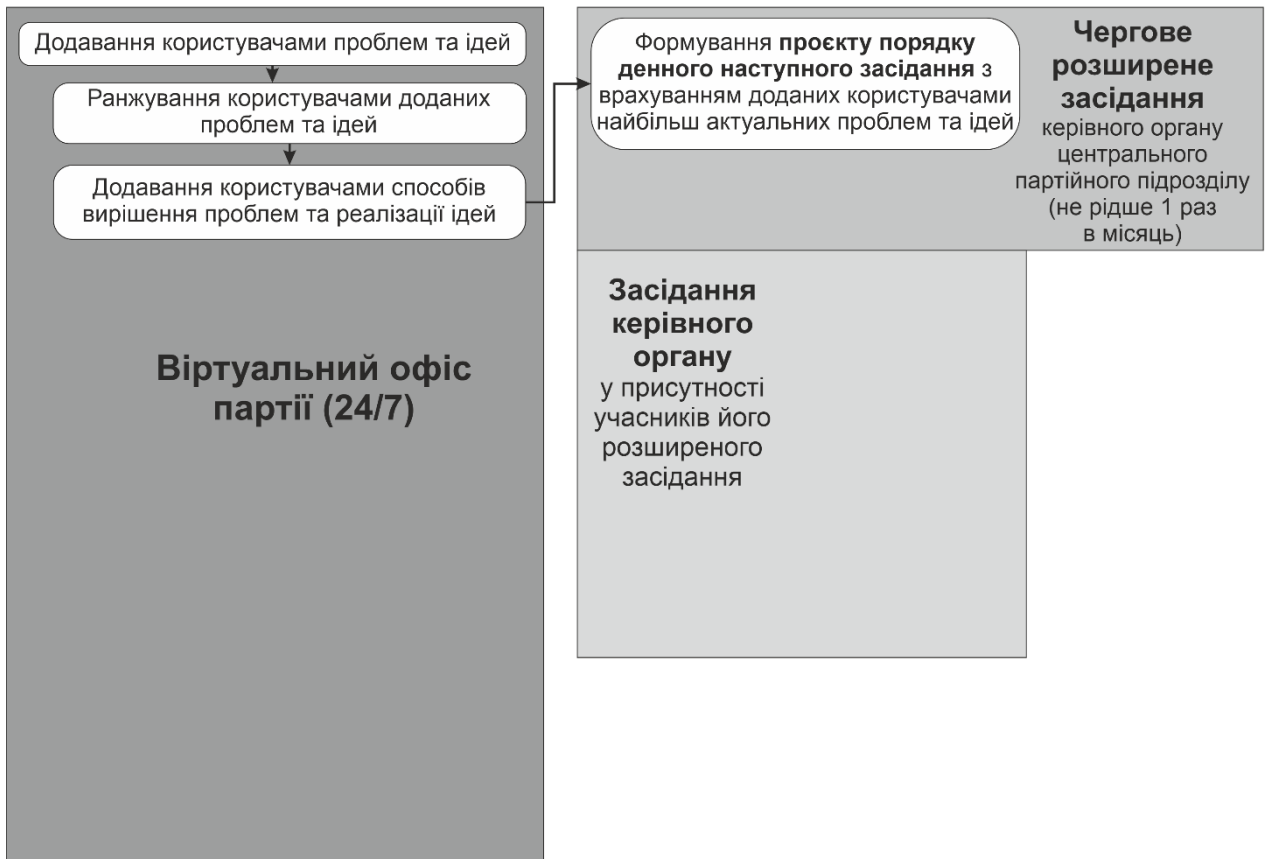 Додавання користувачами проблем та ідей
Ранжування користувачами доданих
проблем та ідей
Додавання користувачами способів
вирішення проблем та реалізації ідей
Віртуальний офіс
партії (24/7)
Формування проєкту порядку
денного наступного засідання з
врахуванням доданих користувачами
найбільш актуальних проблем та ідей
Чергове
розширене
засідання
керівного органу
центрального
партійного підрозділу
(не рідше 1 раз
в місяць)
Засідання
керівного
органу
у присутності
учасників його
розширеного
засідання